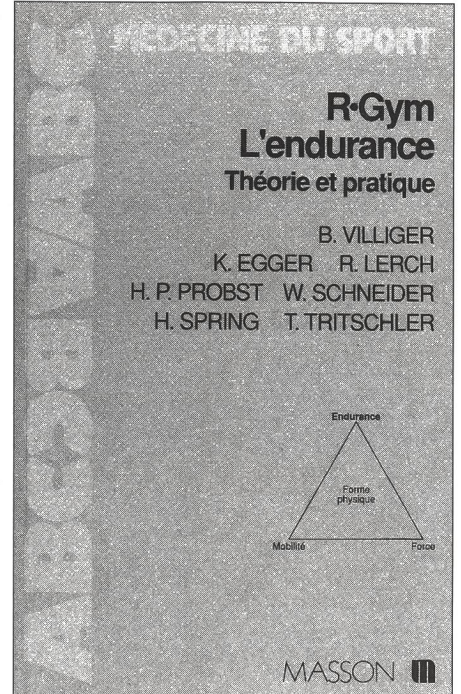 MÉDECINE DU SPORT
R•Gym
L'endurance
Théorie et pratique
B. VILLIGER
K. EGGER R. LERCH
H. P. PROBST W. SCHNEIDER
H. SPRING T. TRITSCHLER
Endurance
Forme
physique
Mobilité
Force
MASSON